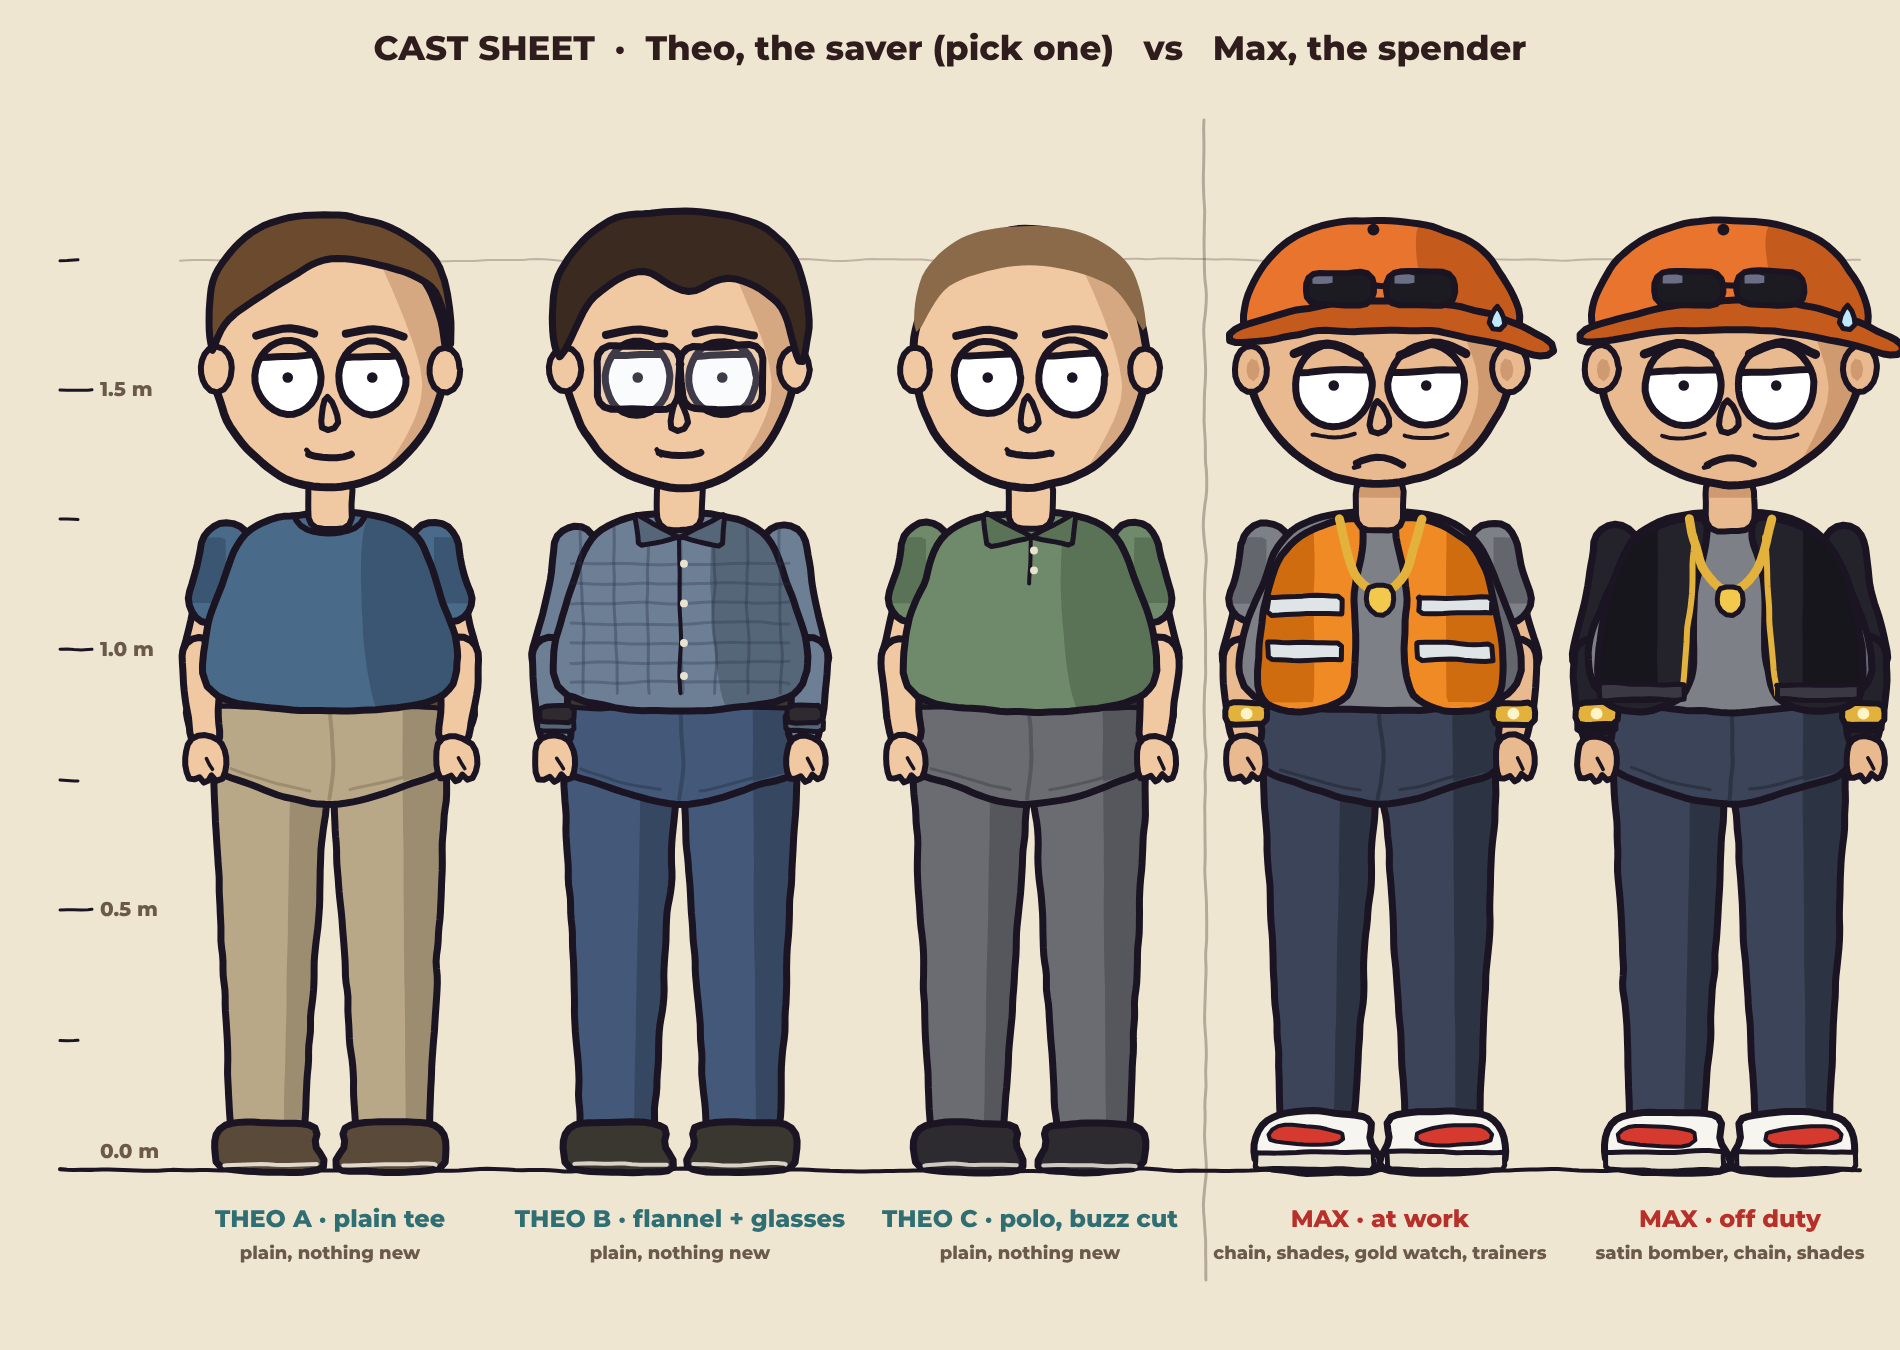 CAST SHEET · Theo, the saver (pick one) vs Max, the spender
1.5 m
1.0 m
0.5 m
0.0 m
THEO A · plain tee
plain, nothing new
THEO B · flannel + glasses
plain, nothing new
THEO C · polo, buzz cut
plain, nothing new
MAX · at work
chain, shades, gold watch, trainers
MAX · off duty
satin bomber, chain, shades